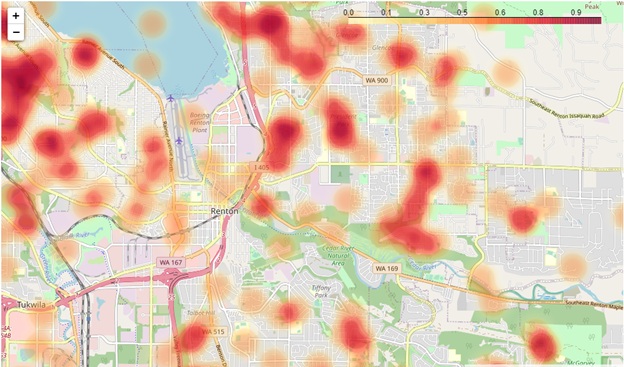 +
−
0.0 0.1 0.3 0.5 0.6 0.8 0.9
Peak
WA 900
Southeast Renton Issaquah Road
Boeing
Renton
Plant
I 405
Renton
Cedar River
Natural
Area
WA 167
WA 169
Tiffany
Park
Tukwila
Talbot Hill
WA 515
Southeast Renton Maple